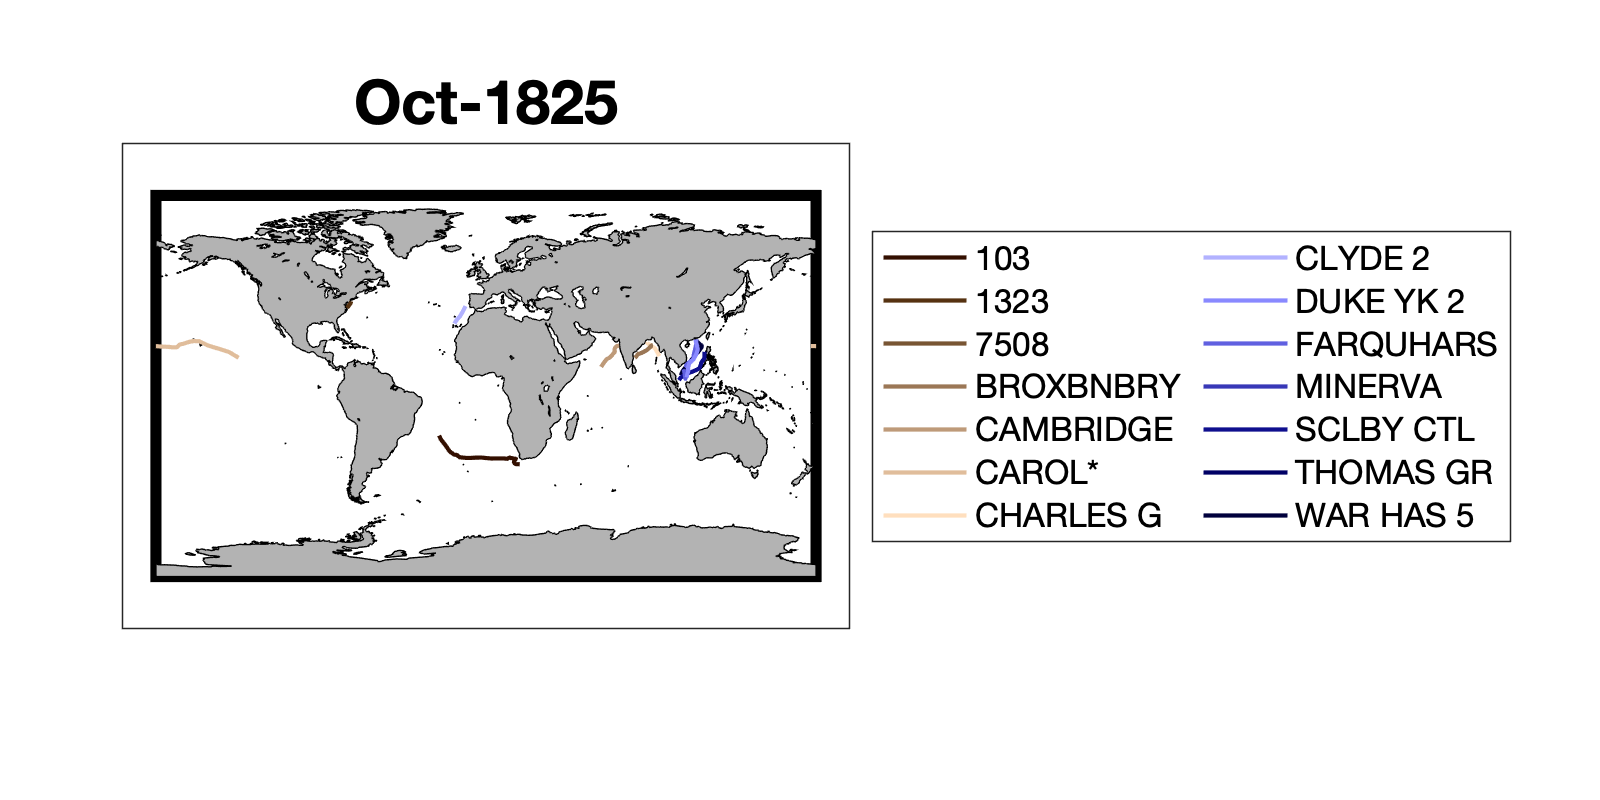 Oct-1825
103
1323
7508
BROXBNBRY
CAMBRIDGE
CAROL*
CHARLES G
CLYDE 2
DUKE YK 2
FARQUHARS
MINERVA
SCLBY CTL
THOMAS GR
WAR HAS 5